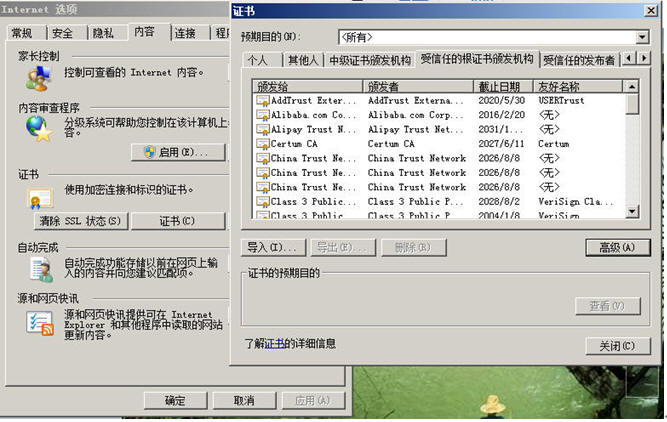 Internet 选项
常规
安全
隐私
内容
连接
家长控制
控制可查看的 Internet 内容。
内容审查程序
分级系统可帮助您控制在该计算机上
启用(E)...
证书
使用加密连接和标识的证书。
清除 SSL 状态(S)
证书(C)
自动完成
自动完成功能存储以前在网页上输
入的内容并向您建议匹配项。
源和网页快讯
源和网页快讯提供可在 Internet
Explorer 和其他程序中读取的网站
更新内容。
确定
取消
应用(A)
证书
预期目的(N):
<所有>
个人
其他人
中级证书颁发机构
受信任的根证书颁发机构
受信任的发布者
颁发给 颁发者 截止日期 友好名称
AddTrust Exter... AddTrust Externa... 2020/5/30 USERTrust
Alibaba.com Co... Alibaba.com Corp... 2016/2/20 <无>
Alipay Trust N... Alipay Trust Net... 2031/1... <无>
Certum CA Certum CA 2027/6/11 Certum
China Trust Ne... China Trust Network 2026/8/8 <无>
China Trust Ne... China Trust Network 2026/8/8 <无>
China Trust Ne... China Trust Network 2026/8/8 <无>
Class 3 Public... Class 3 Public P... 2028/8/2 VeriSign Cla...
Class 3 Publi... Class 3 Public P... 2004/1/8 VeriSign
导入(I)...
导出(E)...
删除(R)
高级(A)
证书的预期目的
查看(V)
了解证书的详细信息
关闭(C)